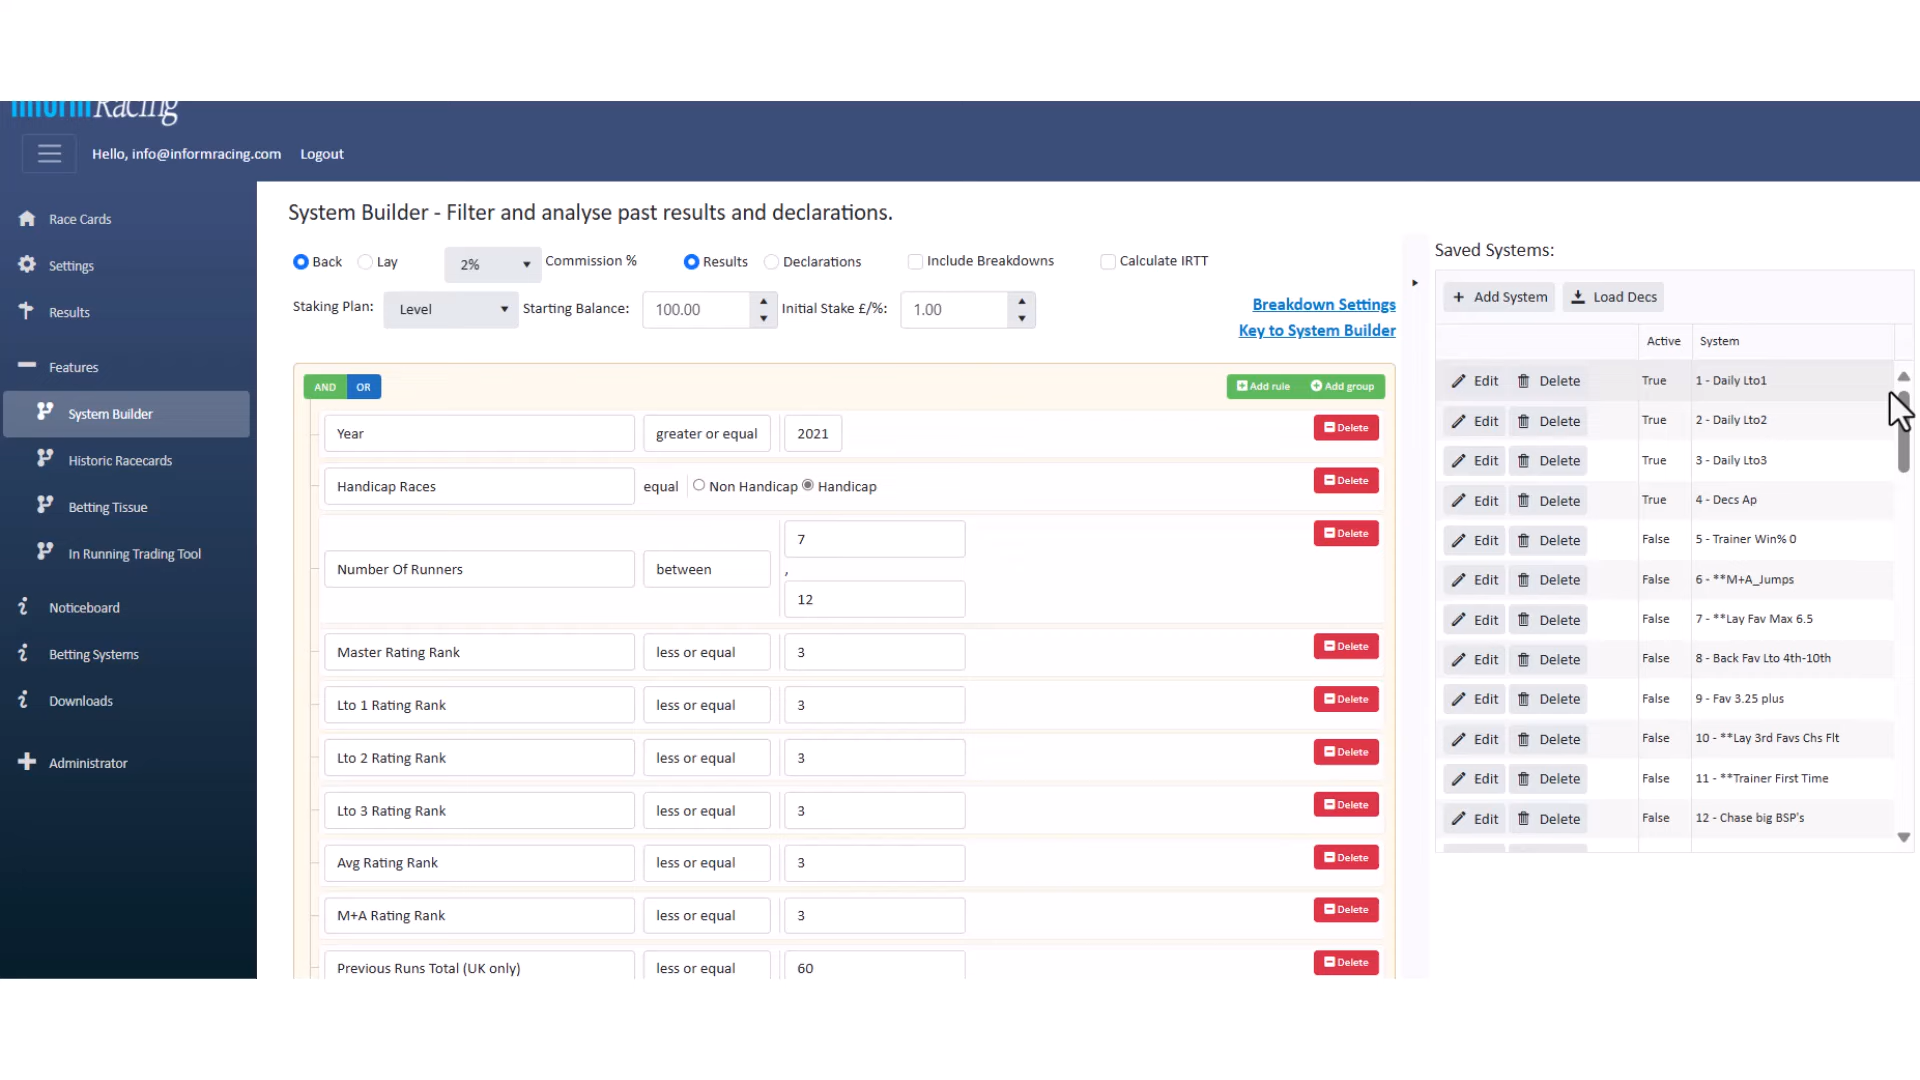 informRacing
Hello, info@informracing.com Logout
Race Cards
Settings
Results
Features
System Builder
Historic Racecards
Betting Tissue
In Running Trading Tool
Noticeboard
Betting Systems
Downloads
Administrator
System Builder - Filter and analyse past results and declarations.
Back Lay 2% Commission % Results Declarations Include Breakdowns Calculate IRTT
Staking Plan: Level Starting Balance: 100.00 Initial Stake £/%: 1.00
Breakdown Settings
Key to System Builder
AND OR Add rule Add group
Year greater or equal 2021 Delete
Handicap Races equal Non Handicap Handicap Delete
Number Of Runners between 7 , 12 Delete
Master Rating Rank less or equal 3 Delete
Lto 1 Rating Rank less or equal 3 Delete
Lto 2 Rating Rank less or equal 3 Delete
Lto 3 Rating Rank less or equal 3 Delete
Avg Rating Rank less or equal 3 Delete
M+A Rating Rank less or equal 3 Delete
Previous Runs Total (UK only) less or equal 60 Delete
Saved Systems:
Add System Load Decs
Active System
Edit Delete True 1 - Daily Lto1
Edit Delete True 2 - Daily Lto2
Edit Delete True 3 - Daily Lto3
Edit Delete True 4 - Decs Ap
Edit Delete False 5 - Trainer Win% 0
Edit Delete False 6 - **M+A_Jumps
Edit Delete False 7 - **Lay Fav Max 6.5
Edit Delete False 8 - Back Fav Lto 4th-10th
Edit Delete False 9 - Fav 3.25 plus
Edit Delete False 10 - **Lay 3rd Favs Chs Flt
Edit Delete False 11 - **Trainer First Time
Edit Delete False 12 - Chase big BSP's